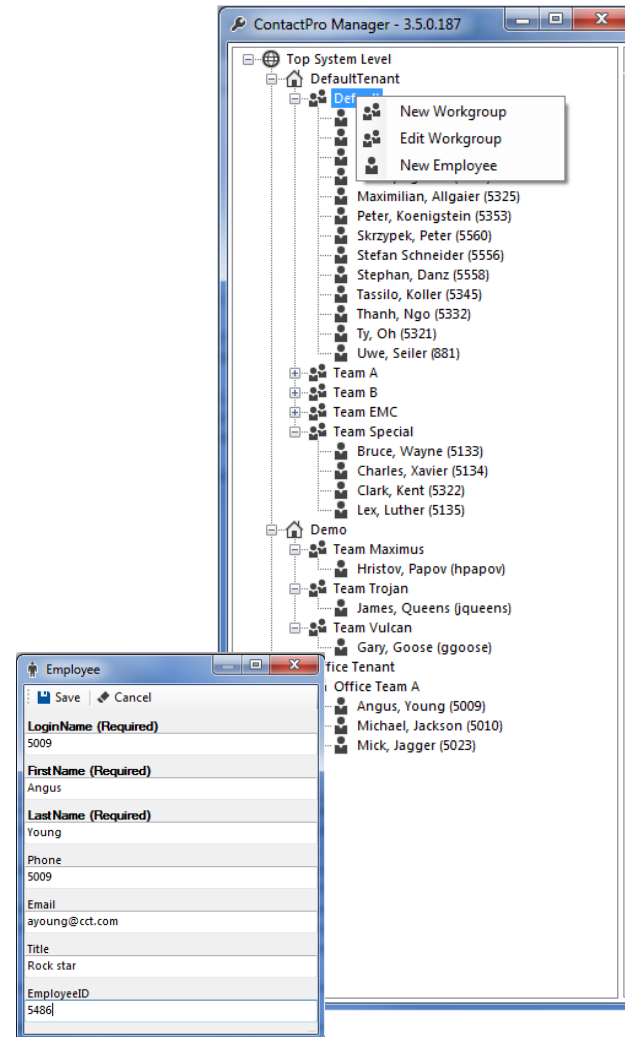 ContactPro Manager - 3.5.0.187
Top System Level
DefaultTenant
New Workgroup
Edit Workgroup
New Employee
Maximilian, Allgaier (5325)
Peter, Koenigstein (5353)
Skrzypek, Peter (5560)
Stefan Schneider (5556)
Stephan, Danz (5558)
Tassilo, Koller (5345)
Thanh, Ngo (5332)
Ty, Oh (5321)
Uwe, Seiler (881)
Team A
Team B
Team EMC
Team Special
Bruce, Wayne (5133)
Charles, Xavier (5134)
Clark, Kent (5322)
Lex, Luther (5135)
Demo
Team Maximus
Hristov, Papov (hpapov)
Team Trojan
James, Queens (jqueens)
Team Vulcan
Gary, Goose (ggoose)
fice Tenant
Office Team A
Angus, Young (5009)
Michael, Jackson (5010)
Mick, Jagger (5023)
Employee
Save Cancel
LoginName (Required)
5009
FirstName (Required)
Angus
LastName (Required)
Young
Phone
5009
Email
ayoung@cct.com
Title
Rock star
EmployeeID
5486